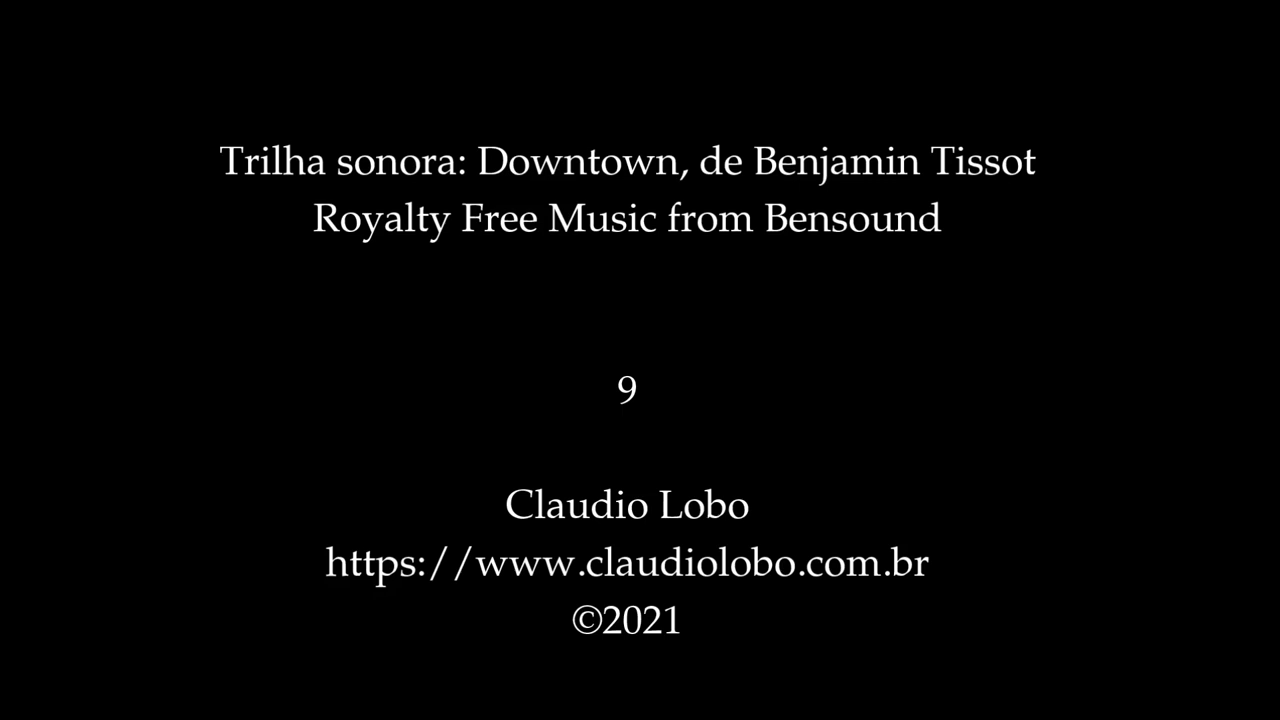 Trilha sonora: Downtown, de Benjamin Tissot
Royalty Free Music from Bensound
9
Claudio Lobo
https://www.claudiolobo.com.br
©2021